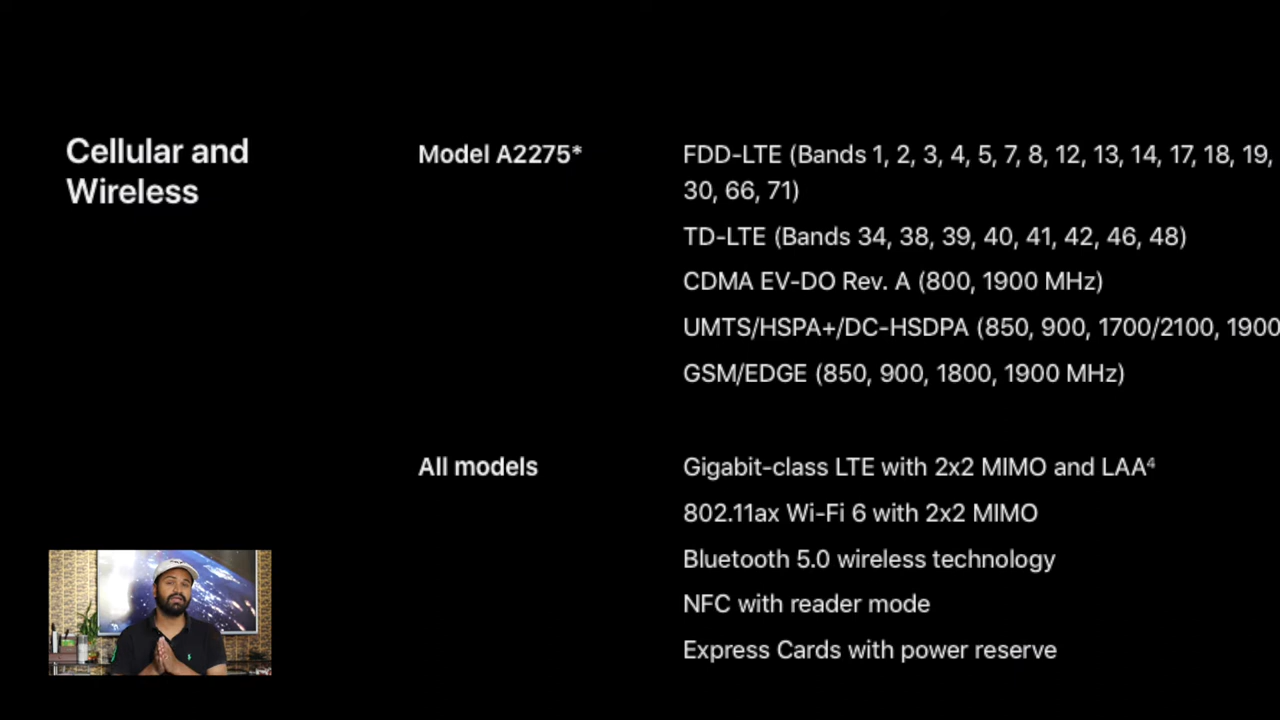 Cellular and
Wireless
Model A2275*
FDD-LTE (Bands 1, 2, 3, 4, 5, 7, 8, 12, 13, 14, 17, 18, 19,
30, 66, 71)
TD-LTE (Bands 34, 38, 39, 40, 41, 42, 46, 48)
CDMA EV-DO Rev. A (800, 1900 MHz)
UMTS/HSPA+/DC-HSDPA (850, 900, 1700/2100, 1900
GSM/EDGE (850, 900, 1800, 1900 MHz)
All models
Gigabit-class LTE with 2x2 MIMO and LAA⁴
802.11ax Wi-Fi 6 with 2x2 MIMO
Bluetooth 5.0 wireless technology
NFC with reader mode
Express Cards with power reserve